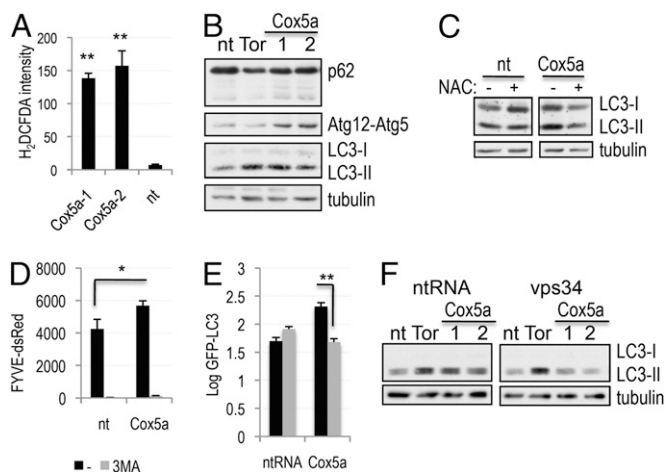 A
H2DCFDA intensity
200
150
100
50
0
**
**
Cox5a-1
Cox5a-2
nt
B
Cox5a
nt Tor 1 2
p62
Atg12-Atg5
LC3-I
LC3-II
tubulin
C
nt Cox5a
NAC: - + - +
LC3-I
LC3-II
tubulin
D
FYVE-dsRed
8000
6000
4000
2000
0
*
nt Cox5a
- 3MA
E
Log GFP-LC3
3
2.5
2
1.5
1
0.5
0
**
ntRNA Cox5a
F
ntRNA vps34
Cox5a Cox5a
nt Tor 1 2 nt Tor 1 2
LC3-I
LC3-II
tubulin